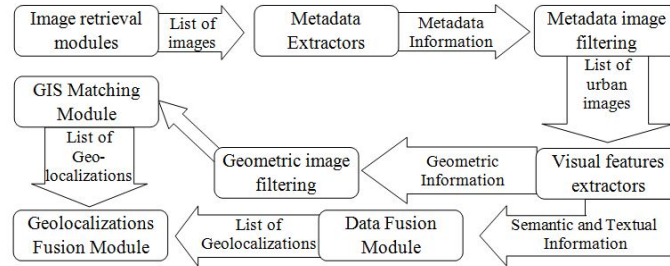 Image retrieval
modules
List of
images
Metadata
Extractors
Metadata
Information
Metadata image
filtering
List of
urban
images
GIS Matching
Module
List of
Geo-
localizations
Geometric image
filtering
Geometric
Information
Visual features
extractors
Geolocalizations
Fusion Module
List of
Geolocalizations
Data Fusion
Module
Semantic and Textual
Information